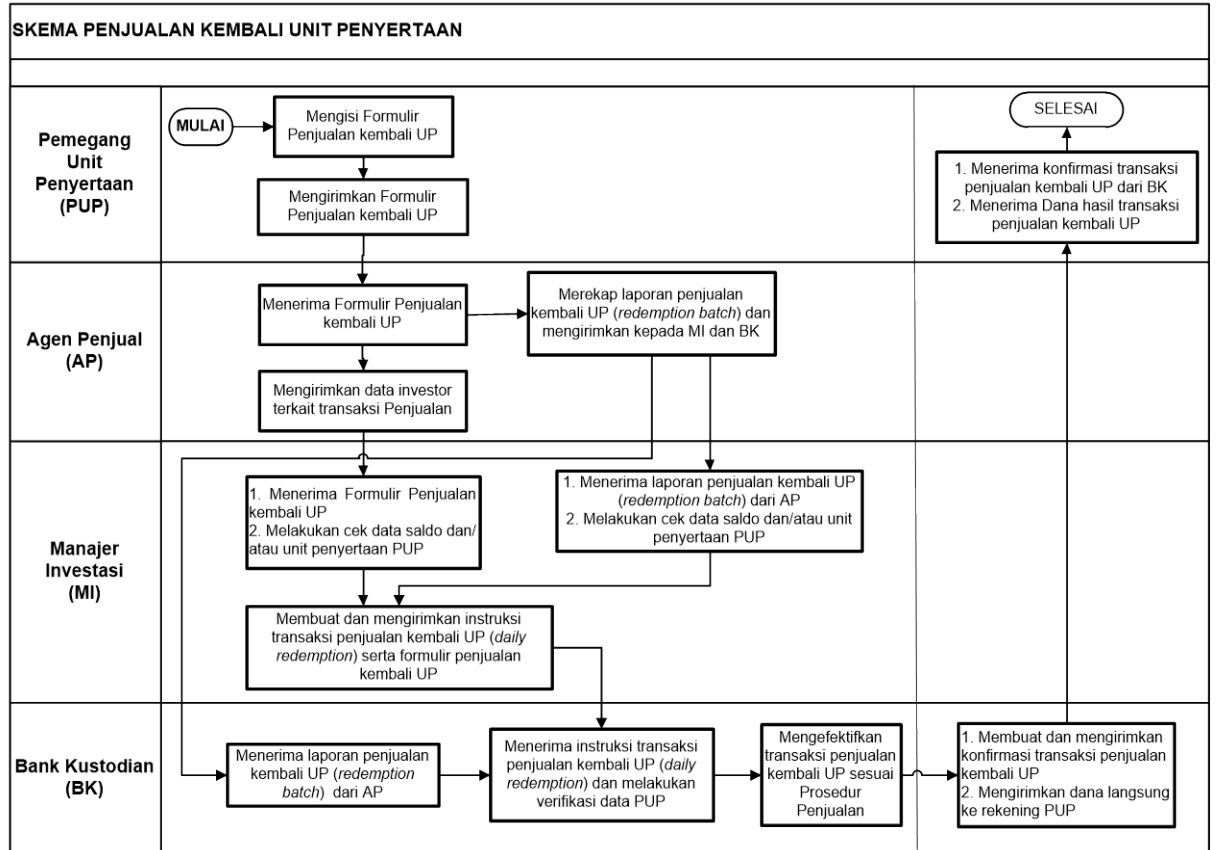 SKEMA PENJUALAN KEMBALI UNIT PENYERTAAN
Pemegang
Unit
Penyertaan
(PUP)
MULAI
Mengisi Formulir
Penjualan kembali UP
Mengirimkan Formulir
Penjualan kembali UP
SELESAI
1. Menerima konfirmasi transaksi
penjualan kembali UP dari BK
2. Menerima Dana hasil transaksi
penjualan kembali UP
Agen Penjual
(AP)
Menerima Formulir Penjualan
kembali UP
Merekap laporan penjualan
kembali UP (redemption batch) dan
mengirimkan kepada MI dan BK
Mengirimkan data investor
terkait transaksi Penjualan
Manajer
Investasi
(MI)
1. Menerima Formulir Penjualan
kembali UP
2. Melakukan cek data saldo dan/
atau unit penyertaan PUP
1. Menerima laporan penjualan kembali UP
(redemption batch) dari AP
2. Melakukan cek data saldo dan/atau unit
penyertaan PUP
Membuat dan mengirimkan instruksi
transaksi penjualan kembali UP (daily
redemption) serta formulir penjualan
kembali UP
Bank Kustodian
(BK)
Menerima laporan penjualan
kembali UP (redemption
batch) dari AP
Menerima instruksi transaksi
penjualan kembali UP (daily
redemption) dan melakukan
verifikasi data PUP
Mengefektifkan
transaksi penjualan
kembali UP sesuai
Prosedur
Penjualan
1. Membuat dan mengirimkan
konfirmasi transaksi penjualan
kembali UP
2. Mengirimkan dana langsung
ke rekening PUP